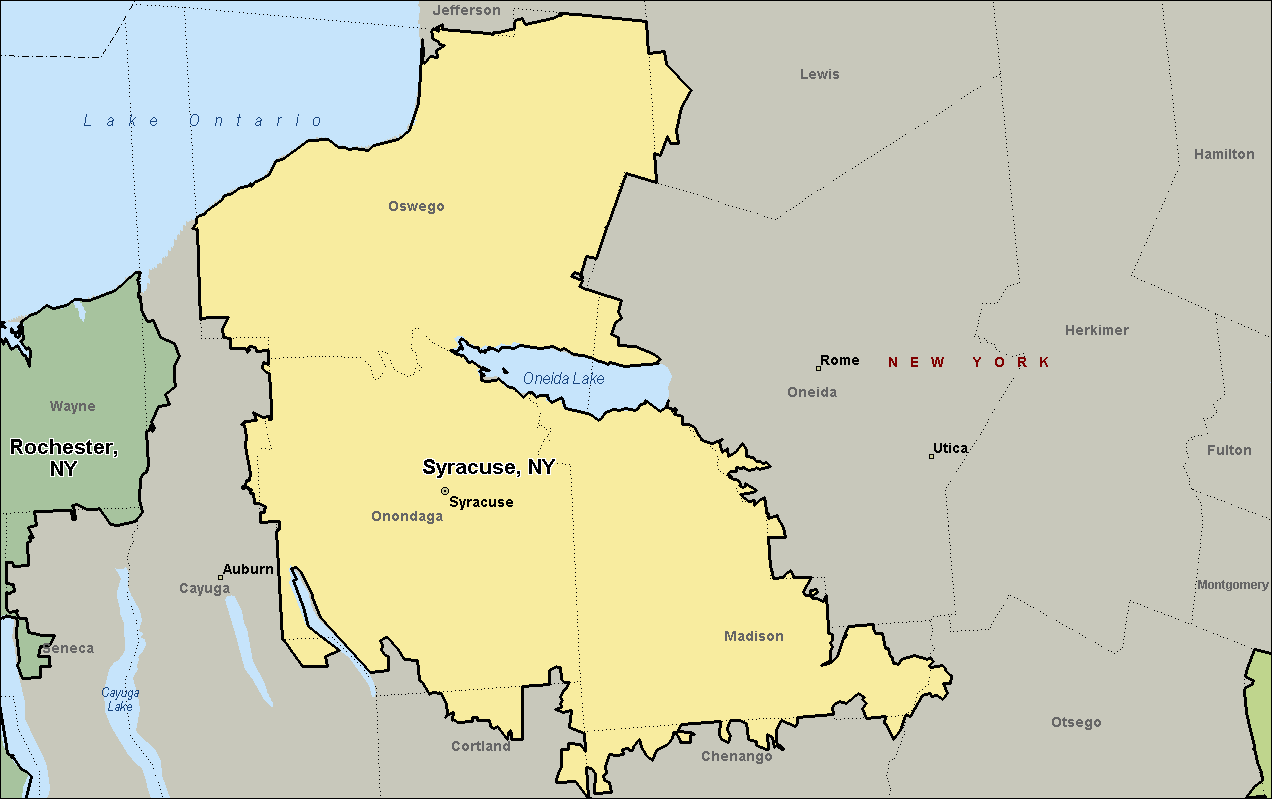 Jefferson
Lewis
Lake Ontario
Hamilton
Oswego
Herkimer
Rome
NEW YORK
Oneida Lake
Oneida
Wayne
Rochester,
NY
Utica
Fulton
Syracuse, NY
Syracuse
Onondaga
Auburn
Cayuga
Montgomery
Madison
Seneca
Cayuga
Lake
Otsego
Cortland
Chenango